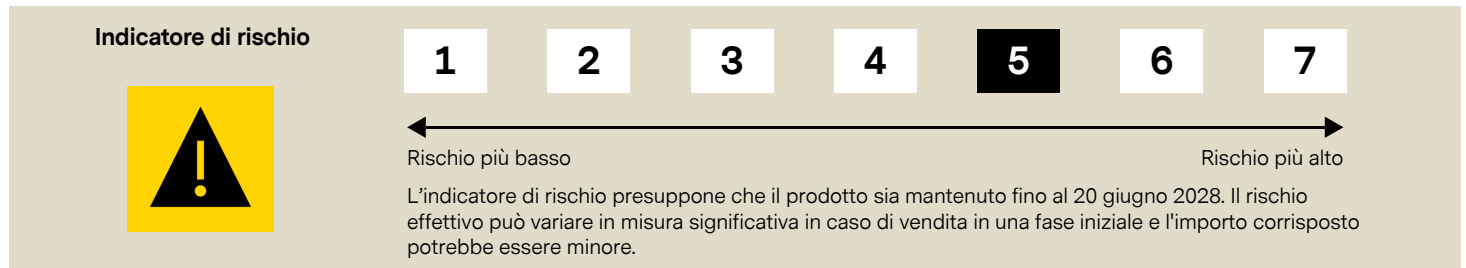 Indicatore di rischio
1 2 3 4 5 6 7
Rischio più basso Rischio più alto
L’indicatore di rischio presuppone che il prodotto sia mantenuto fino al 20 giugno 2028. Il rischio
effettivo può variare in misura significativa in caso di vendita in una fase iniziale e l'importo corrisposto
potrebbe essere minore.